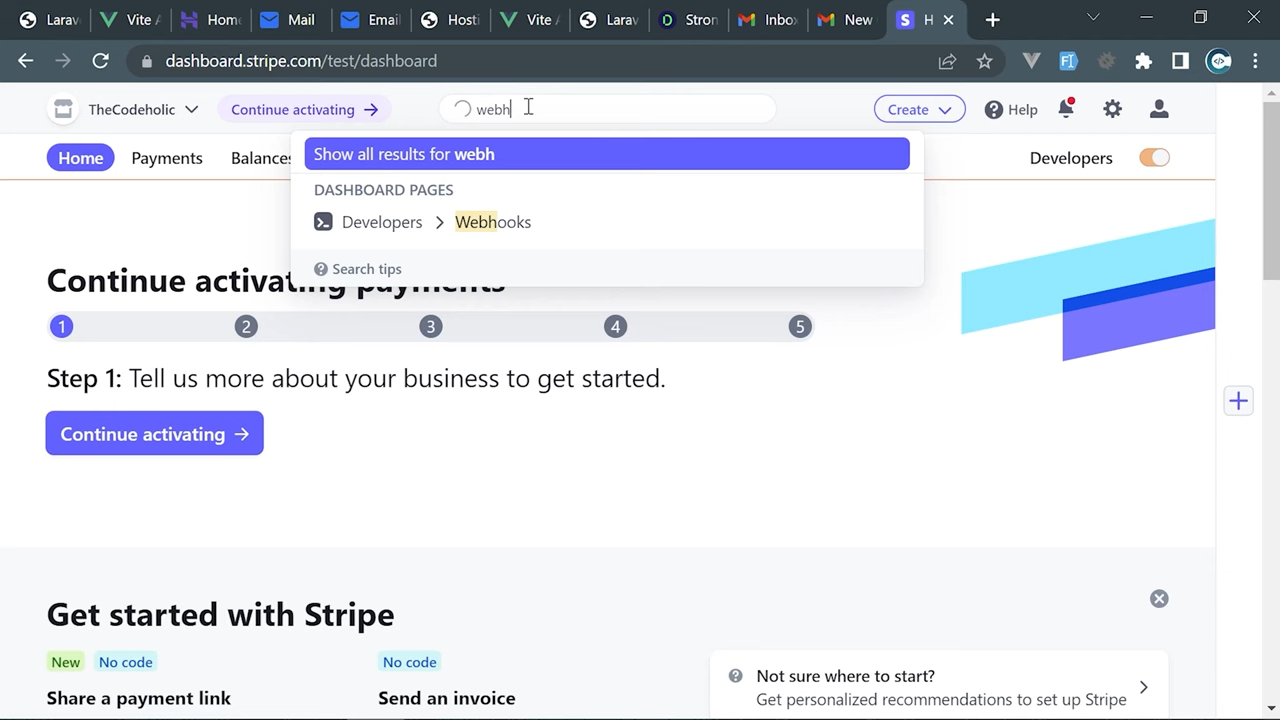 Larav
Vite A
Home
Mail
Email
Hosti
Vite A
Larav
D
Stron
Inbox
New
S
H
dashboard.stripe.com/test/dashboard
TheCodeholic
Continue activating →
webh
Create
Help
Show all results for webh
Home
Payments
Balances
Developers
DASHBOARD PAGES
Developers > Webhooks
Search tips
Continue activating payments
1
2
3
4
5
Step 1: Tell us more about your business to get started.
Continue activating →
Get started with Stripe
New
No code
No code
Share a payment link
Send an invoice
Not sure where to start?
Get personalized recommendations to set up Stripe